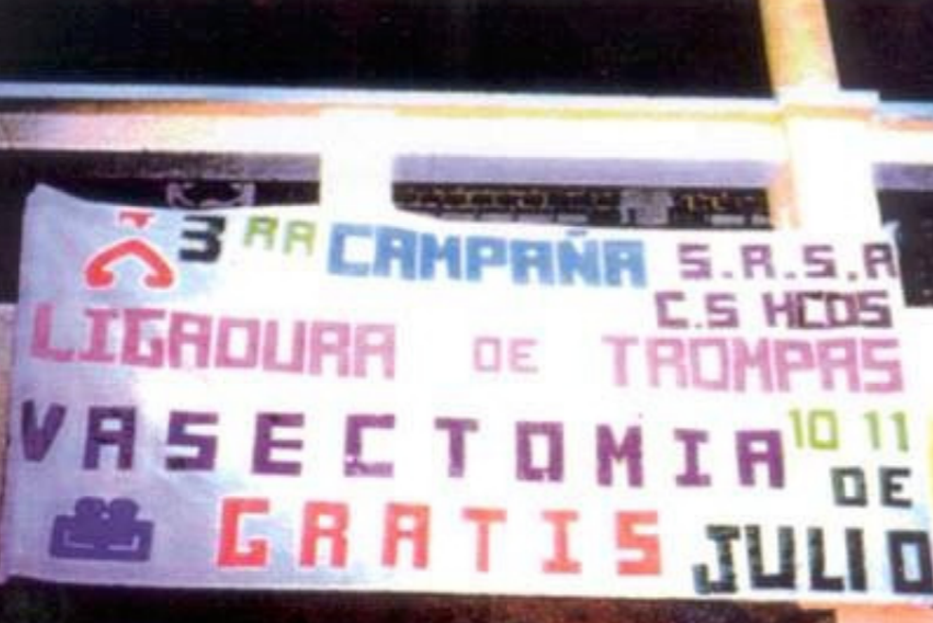 3 RA CAMPAÑA S.R.S.A
C.S HCOS
LIGADURA DE TROMPAS
VASECTOMIA 10 11
DE
GRATIS JULIO